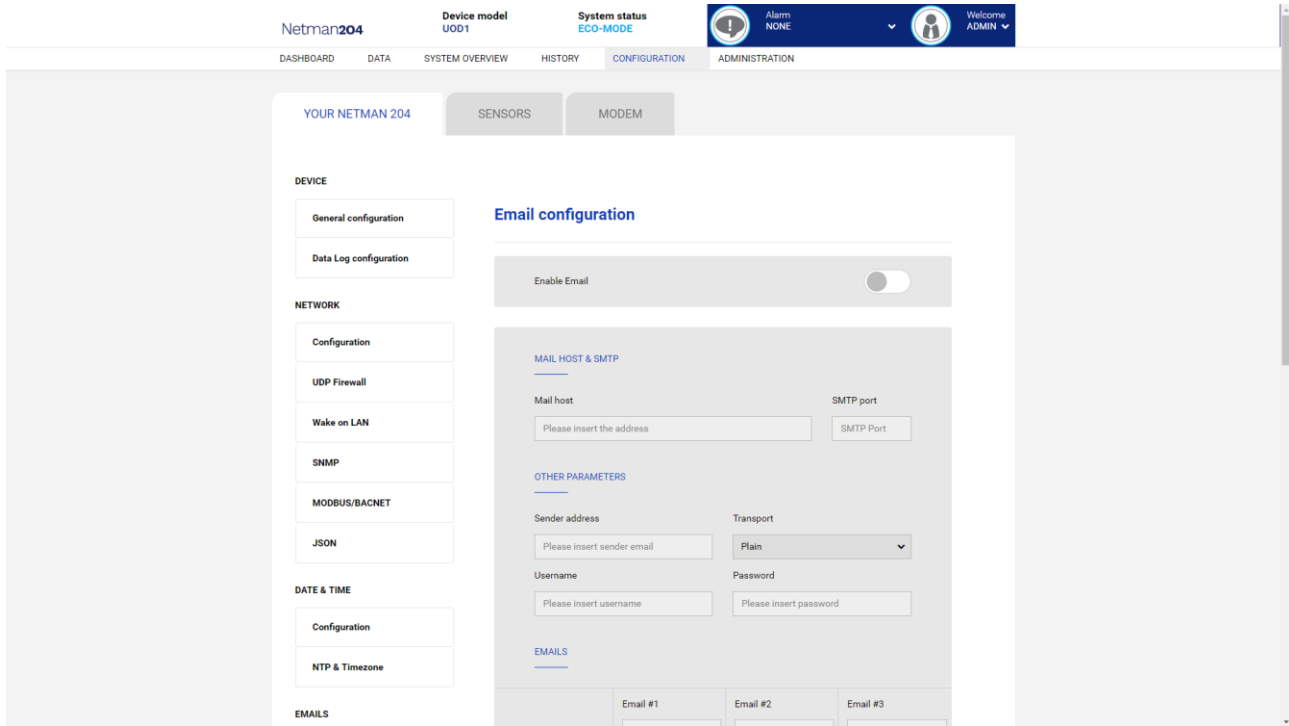 Netman204
Device model
UOD1
System status
ECO-MODE
Alarm
NONE
Welcome
ADMIN
DASHBOARD DATA SYSTEM OVERVIEW HISTORY CONFIGURATION ADMINISTRATION
YOUR NETMAN 204 SENSORS MODEM
DEVICE
General configuration
Data Log configuration
NETWORK
Configuration
UDP Firewall
Wake on LAN
SNMP
MODBUS/BACNET
JSON
DATE & TIME
Configuration
NTP & Timezone
EMAILS
Email configuration
Enable Email
MAIL HOST & SMTP
Mail host SMTP port
Please insert the address SMTP Port
OTHER PARAMETERS
Sender address Transport
Please insert sender email Plain
Username Password
Please insert username Please insert password
EMAILS
Email #1 Email #2 Email #3